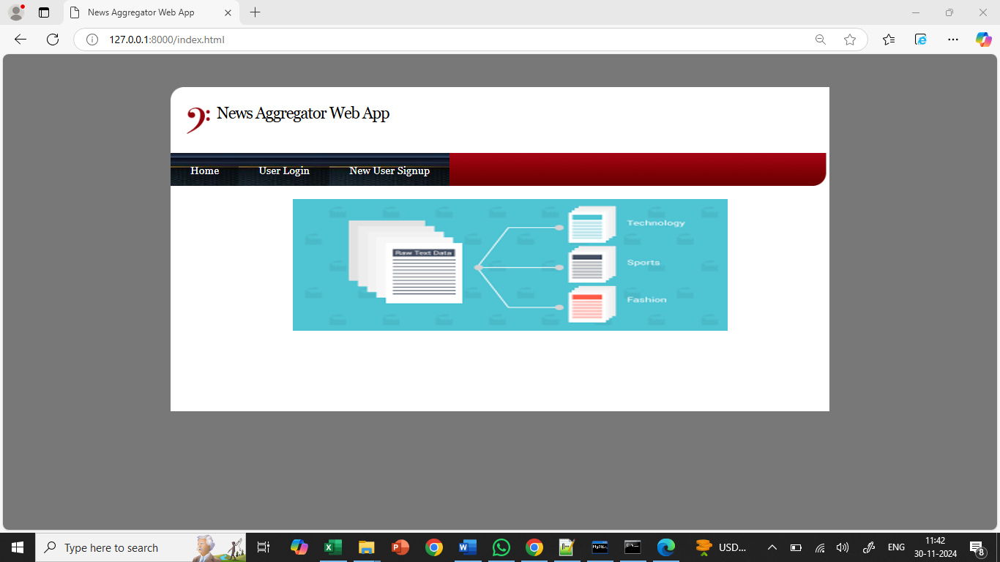 News Aggregator Web App
127.0.0.1:8000/index.html
News Aggregator Web App
Home User Login New User Signup
Raw Text Data
Technology
Sports
Fashion
Type here to search
USD...
ENG
11:42
30-11-2024
8